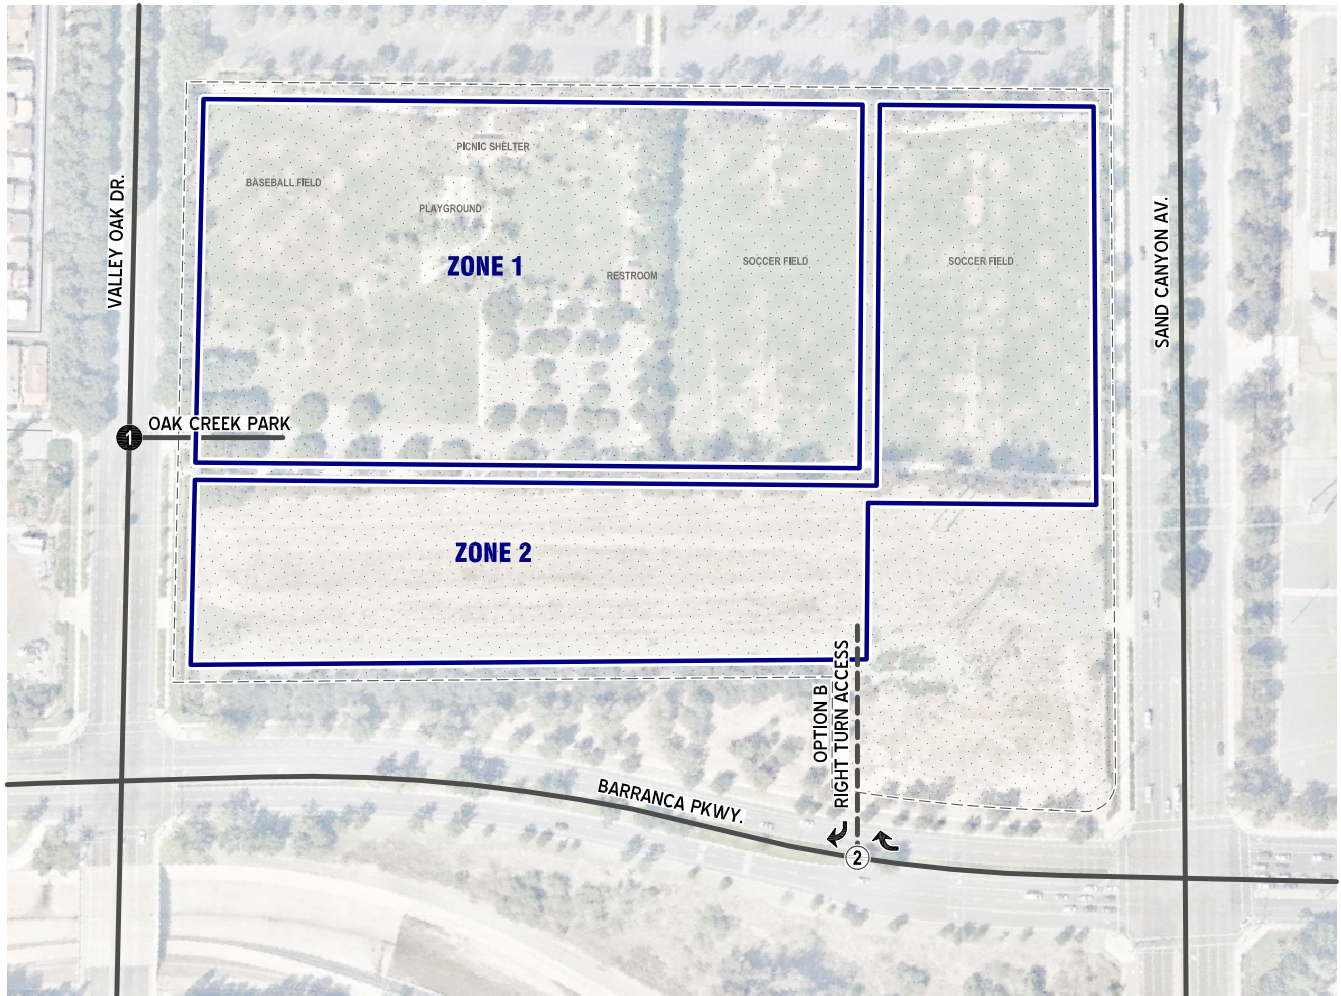 PICNIC SHELTER
BASEBALL FIELD
PLAYGROUND
VALLEY OAK DR.
ZONE 1
RESTROOM
SOCCER FIELD
SOCCER FIELD
SAND CANYON AV.
1
OAK CREEK PARK
ZONE 2
OPTION B
RIGHT TURN ACCESS
BARRANCA PKWY.
2